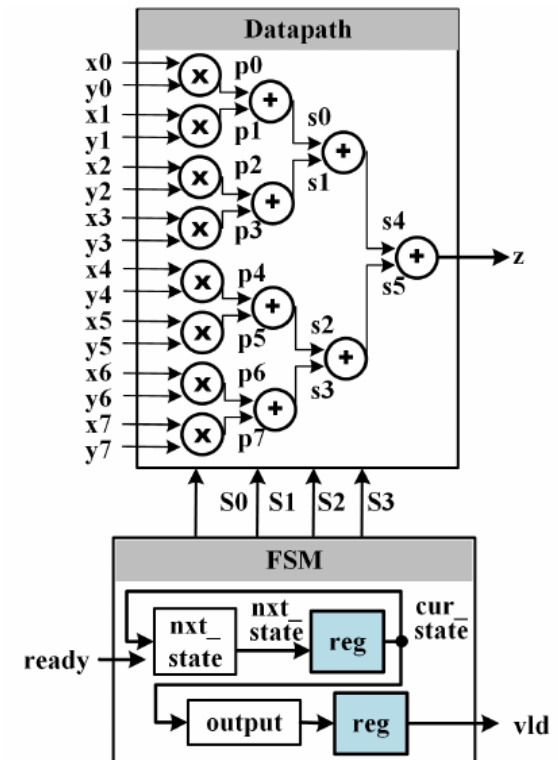 Datapath
x0
y0
x1
y1
x2
y2
x3
y3
x4
y4
x5
y5
x6
y6
x7
y7
x
x
x
x
x
x
x
x
p0
p1
p2
p3
p4
p5
p6
p7
+
+
+
+
s0
s1
s2
s3
+
+
s4
s5
+
z
S0 S1 S2 S3
FSM
ready
nxt_
state
nxt_
state
reg
cur_
state
output
reg
vld